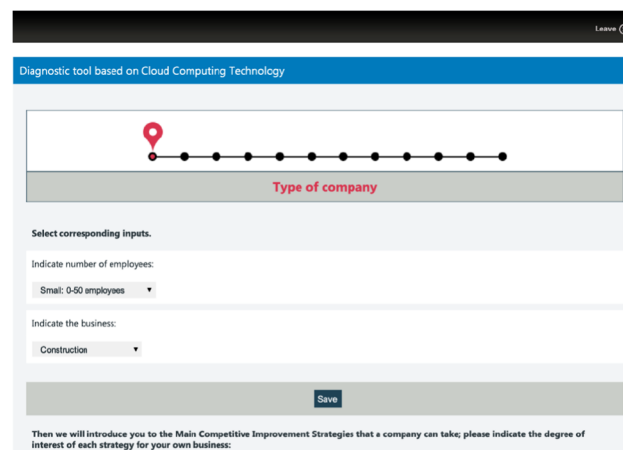 Leave
Diagnostic tool based on Cloud Computing Technology
Type of company
Select corresponding inputs.
Indicate number of employees:
Small: 0-50 employees
Indicate the business:
Construction
Save
Then we will introduce you to the Main Competitive Improvement Strategies that a company can take; please indicate the degree of
interest of each strategy for your own business: